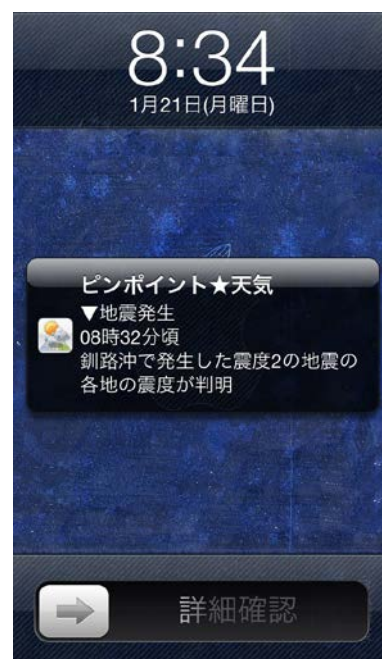 8:34
1月21日(月曜日)
ピンポイント★天気
▼地震発生
08時32分頃
釧路沖で発生した震度2の地震の
各地の震度が判明
詳細確認